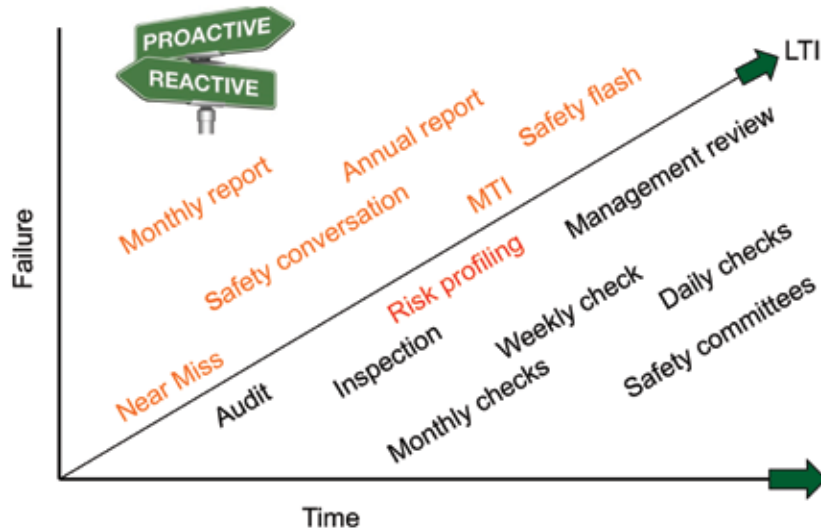 PROACTIVE
REACTIVE
LTI
Safety flash
Annual report
Monthly report
MTI
Management review
Safety conversation
Risk profiling
Daily checks
Weekly check
Safety committees
Near Miss
Audit
Inspection
Monthly checks
Failure
Time